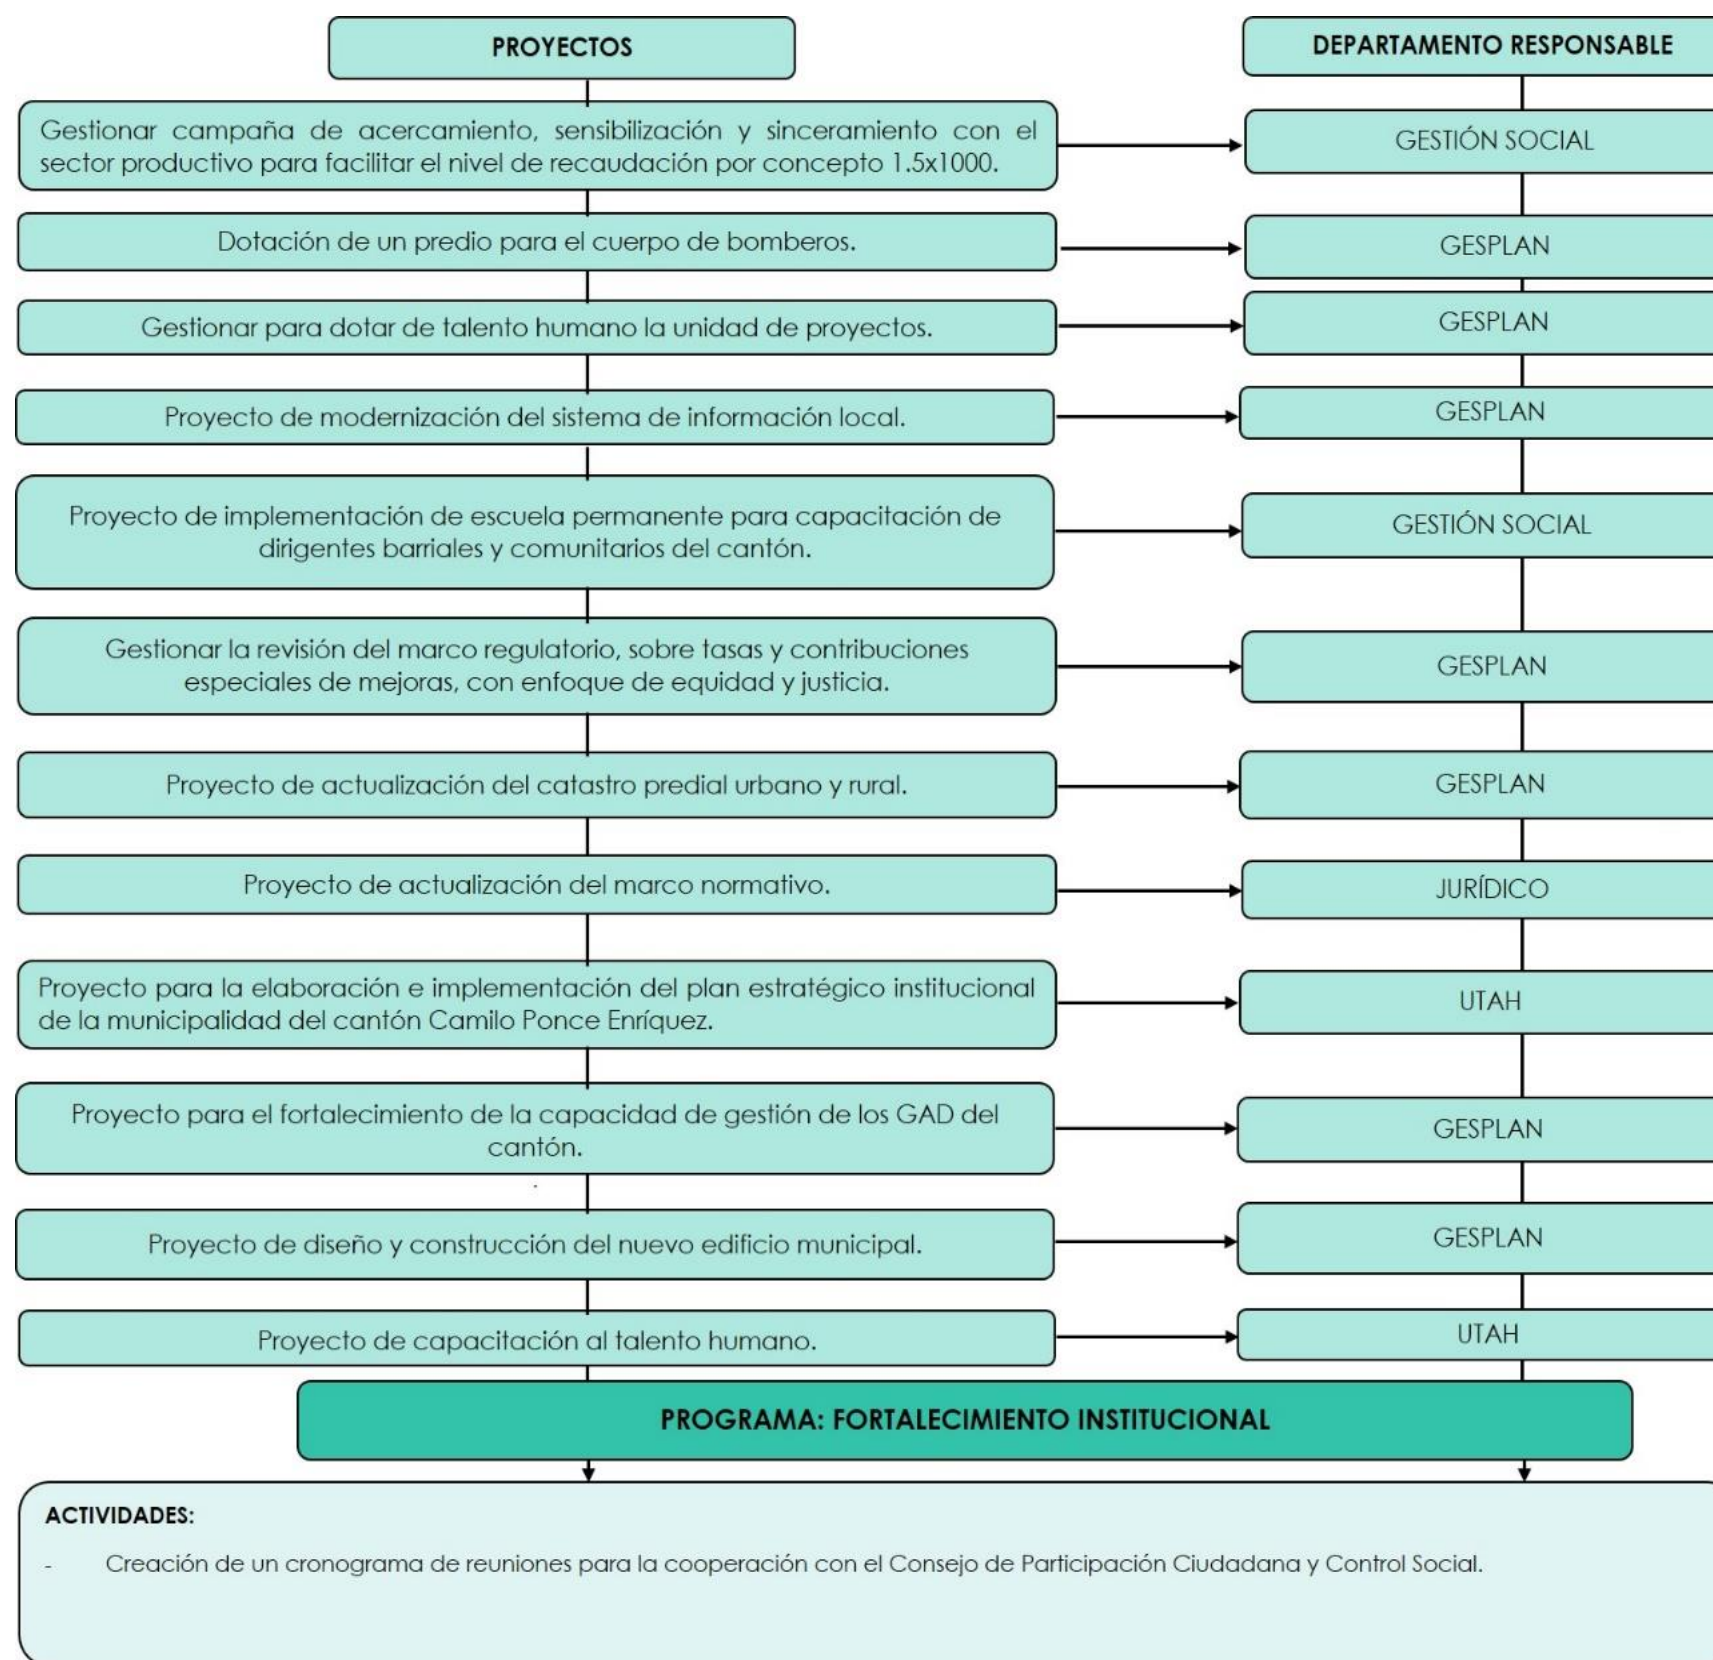 PROYECTOS
DEPARTAMENTO RESPONSABLE
Gestionar campaña de acercamiento, sensibilización y sinceramiento con el
sector productivo para facilitar el nivel de recaudación por concepto 1.5x1000.
GESTIÓN SOCIAL
Dotación de un predio para el cuerpo de bomberos.
GESPLAN
Gestionar para dotar de talento humano la unidad de proyectos.
GESPLAN
Proyecto de modernización del sistema de información local.
GESPLAN
Proyecto de implementación de escuela permanente para capacitación de
dirigentes barriales y comunitarios del cantón.
GESTIÓN SOCIAL
Gestionar la revisión del marco regulatorio, sobre tasas y contribuciones
especiales de mejoras, con enfoque de equidad y justicia.
GESPLAN
Proyecto de actualización del catastro predial urbano y rural.
GESPLAN
Proyecto de actualización del marco normativo.
JURÍDICO
Proyecto para la elaboración e implementación del plan estratégico institucional
de la municipalidad del cantón Camilo Ponce Enríquez.
UTAH
Proyecto para el fortalecimiento de la capacidad de gestión de los GAD del
cantón.
GESPLAN
Proyecto de diseño y construcción del nuevo edificio municipal.
GESPLAN
Proyecto de capacitación al talento humano.
UTAH
PROGRAMA: FORTALECIMIENTO INSTITUCIONAL
ACTIVIDADES:
- Creación de un cronograma de reuniones para la cooperación con el Consejo de Participación Ciudadana y Control Social.